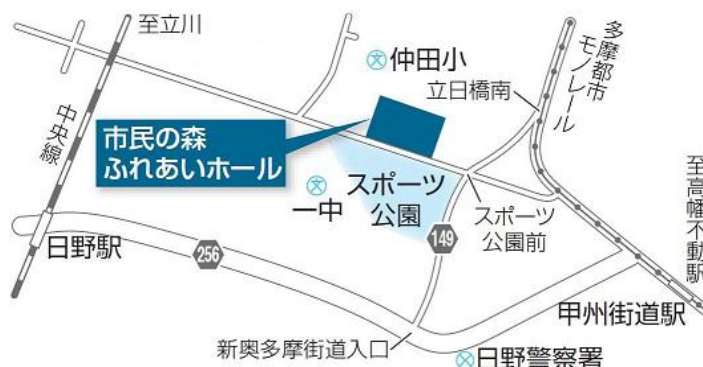 至立川
仲田小
多摩都市
モノレール
立日橋南
中央線
市民の森
ふれあいホール
一中
スポーツ
公園
スポーツ
公園前
至高幡不動駅
149
日野駅
256
甲州街道駅
新奥多摩街道入口
日野警察署